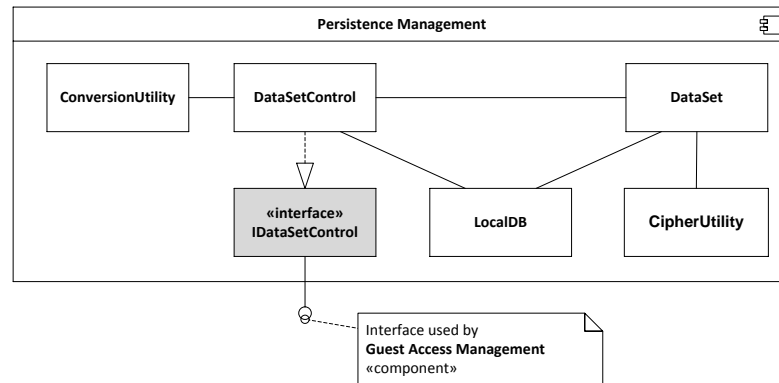 Persistence Management
ConversionUtility
DataSetControl
DataSet
«interface»
IDataSetControl
LocalDB
CipherUtility
Interface used by
Guest Access Management
«component»